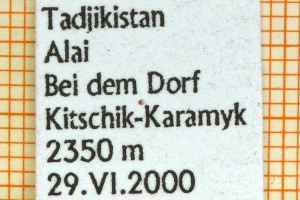 Tadjikistan
Alai
Bei dem Dorf
Kitschik-Karamyk
2350 m
29.VI.2000